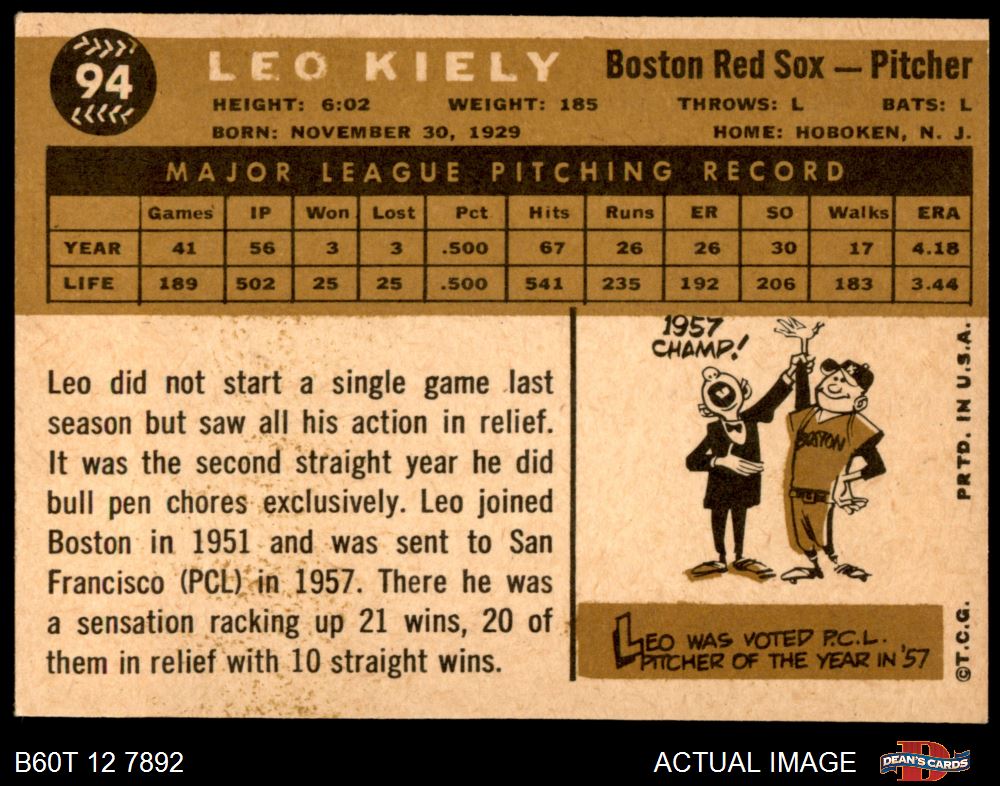 94
LEO KIELY
Boston Red Sox — Pitcher
HEIGHT: 6:02 WEIGHT: 185 THROWS: L BATS: L
BORN: NOVEMBER 30, 1929 HOME: HOBOKEN, N. J.
MAJOR LEAGUE PITCHING RECORD
Games IP Won Lost Pct. Hits Runs ER SO Walks ERA
YEAR 41 56 3 3 .500 67 26 26 30 17 4.18
LIFE 189 502 25 25 .500 541 235 192 206 183 3.44
Leo did not start a single game last
season but saw all his action in relief.
It was the second straight year he did
bull pen chores exclusively. Leo joined
Boston in 1951 and was sent to San
Francisco (PCL) in 1957. There he was
a sensation racking up 21 wins, 20 of
them in relief with 10 straight wins.
1957
CHAMP!
B
BOSTON
LEO WAS VOTED P.C.L.
PITCHER OF THE YEAR IN '57
©T.C.G. PRTD. IN U.S.A.
B60T 12 7892
ACTUAL IMAGE
D
DEAN'S CARDS